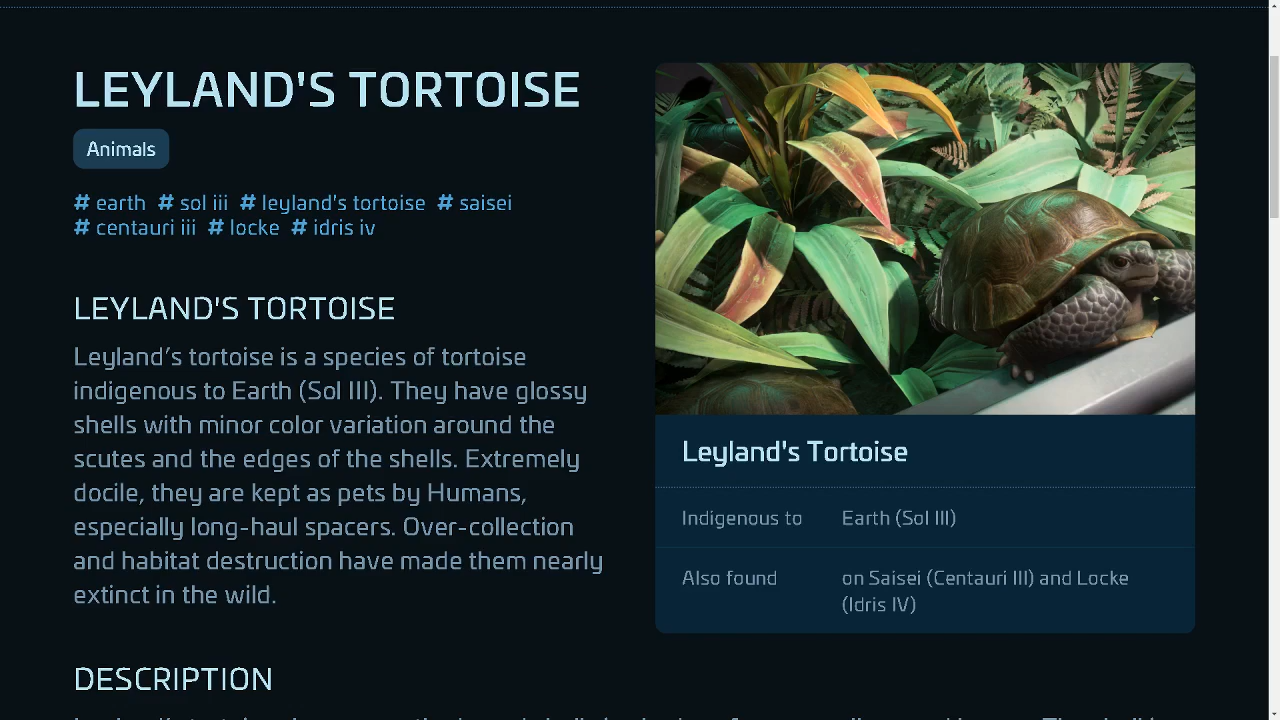 LEYLAND'S TORTOISE
Animals
# earth # sol iii # leyland's tortoise # saisei
# centauri iii # locke # idris iv
LEYLAND'S TORTOISE
Leyland’s tortoise is a species of tortoise
indigenous to Earth (Sol III). They have glossy
shells with minor color variation around the
scutes and the edges of the shells. Extremely
docile, they are kept as pets by Humans,
especially long-haul spacers. Over-collection
and habitat destruction have made them nearly
extinct in the wild.
Leyland's Tortoise
Indigenous to Earth (Sol III)
Also found on Saisei (Centauri III) and Locke
(Idris IV)
DESCRIPTION